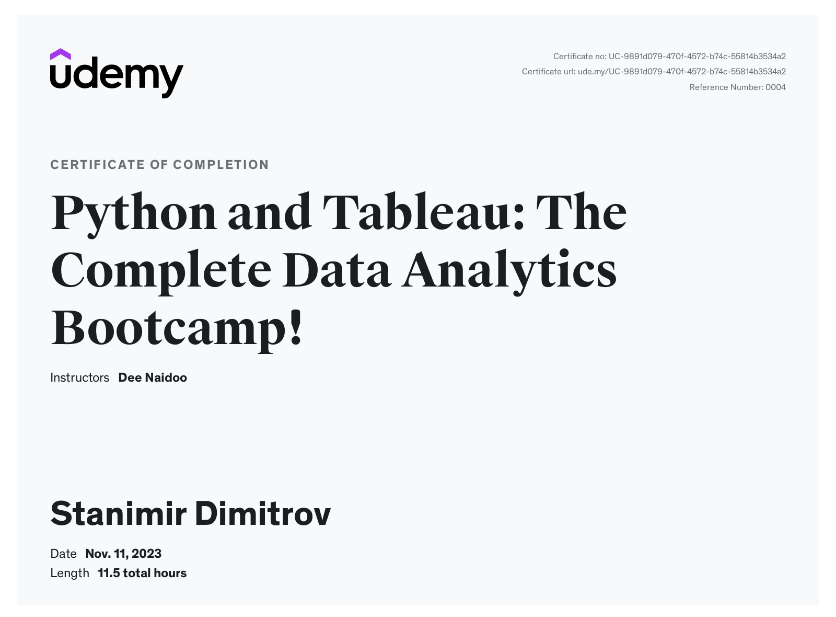 udemy
Certificate no: UC-9891d079-470f-4572-b74c-55814b3534a2
Certificate url: ude.my/UC-9891d079-470f-4572-b74c-55814b3534a2
Reference Number: 0004
CERTIFICATE OF COMPLETION
Python and Tableau: The
Complete Data Analytics
Bootcamp!
Instructors Dee Naidoo
Stanimir Dimitrov
Date Nov. 11, 2023
Length 11.5 total hours